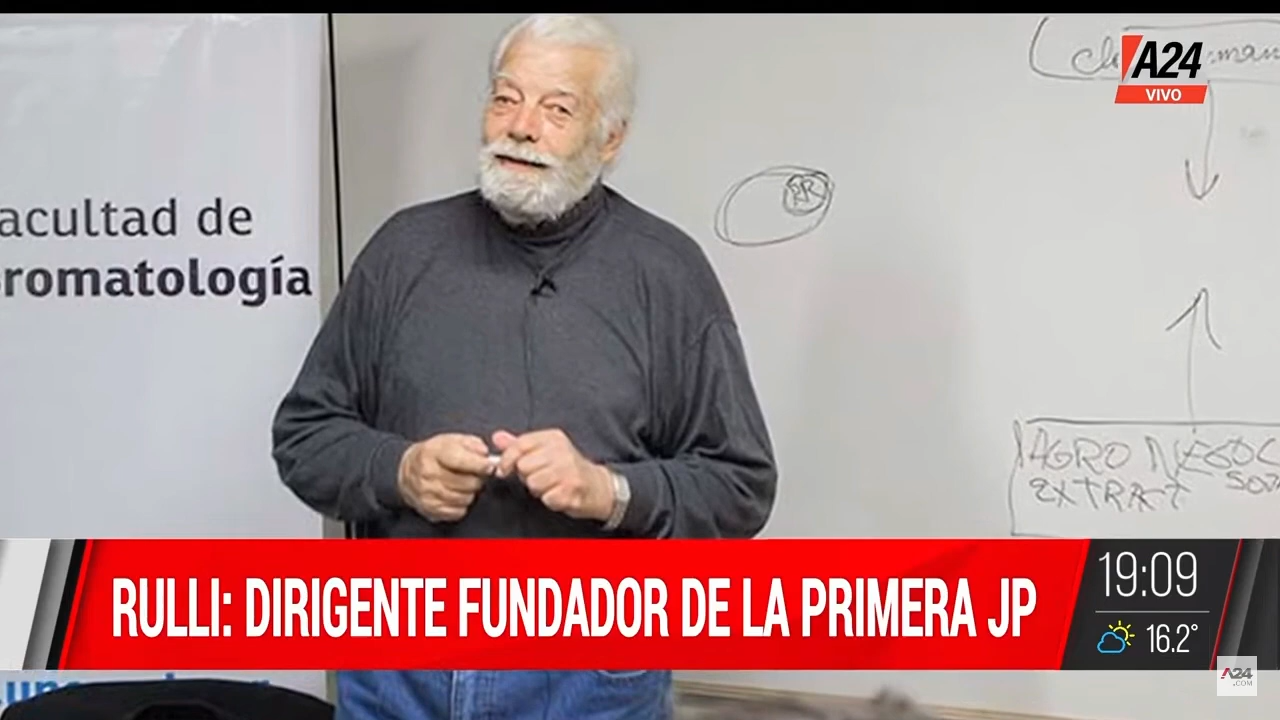 A24
VIVO
acultad de
romatología
AGRO NEGOC
EXTRACT
RULLI: DIRIGENTE FUNDADOR DE LA PRIMERA JP
19:09
16.2°
A24
.COM